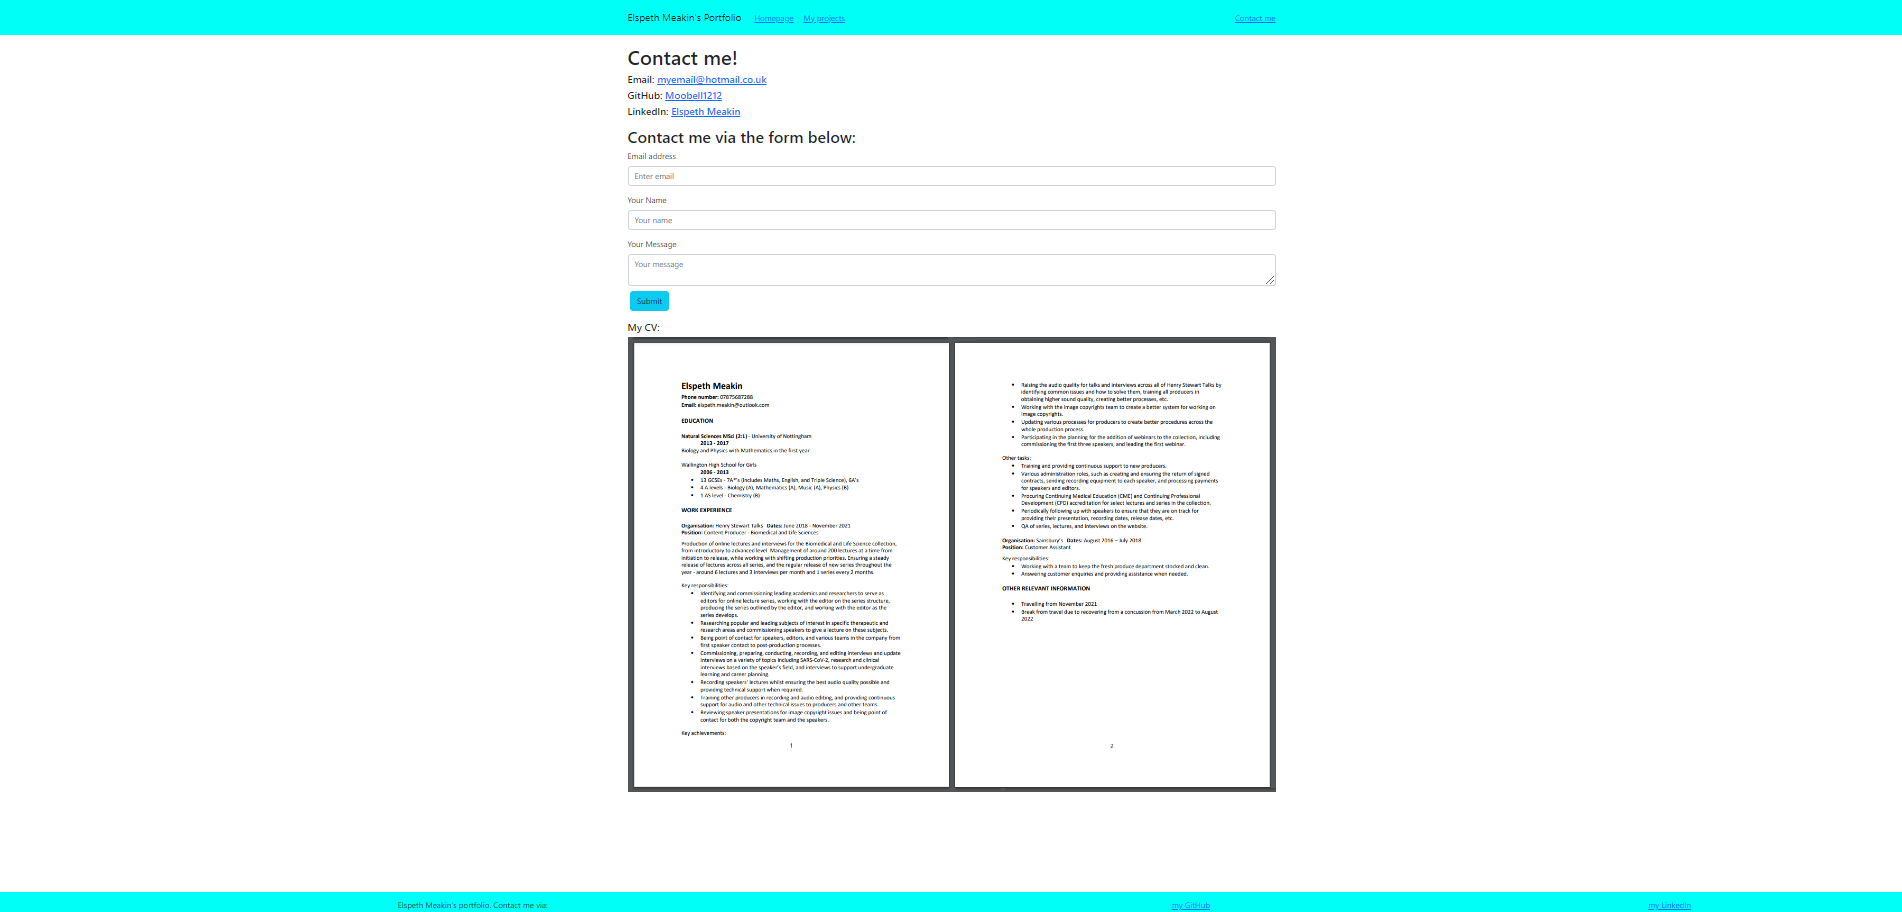 Elspeth Meakin's Portfolio Homepage My projects Contact me
Contact me!
Email: myemail@hotmail.co.uk
GitHub: Moobell1212
LinkedIn: Elspeth Meakin
Contact me via the form below:
Email address
Enter email
Your Name
Your name
Your Message
Your message
Submit
My CV:
Elspeth Meakin
Phone number: 07875687288
Email: elspeth.meakin@outlook.com
EDUCATION
Natural Sciences MSci (2:1) - University of Nottingham
2013 - 2017
Biology and Physics with Mathematics in the first year
Wallington High School for Girls
2006 - 2013
• 13 GCSEs - 7A*'s (includes Maths, English, and Triple Science), 6A's
• 4 A levels - Biology (A), Mathematics (A), Music (A), Physics (B)
• 1 AS level - Chemistry (B)
WORK EXPERIENCE
Organisation: Henry Stewart Talks Dates: June 2018 - November 2021
Position: Content Producer - Biomedical and Life Sciences
Production of online lectures and interviews for the Biomedical and Life Science collection,
from introductory to advanced level. Management of around 200 lectures at a time from
initiation to release, while working with shifting production priorities. Ensuring a steady
release of lectures across all series, and the regular release of new series throughout the
year - around 6 lectures and 3 interviews per month and 1 series every 2 months.
Key responsibilities:
• Identifying and commissioning leading academics and researchers to serve as
editors for online lecture series, working with the editor on the series structure,
producing the series outlined by the editor, and working with the editor as the
series develops.
• Researching popular and leading subjects of interest in specific therapeutic and
research areas and commissioning speakers to give a lecture on these subjects.
• Being point of contact for speakers, editors, and various teams in the company from
first speaker contact to post-production processes.
• Commissioning, preparing, conducting, recording, and editing interviews and update
interviews on a variety of topics including SARS-CoV-2, research and clinical
interviews based on the speaker's field, and interviews to support undergraduate
learning and career planning.
• Recording speakers' lectures whilst ensuring the best audio quality possible and
providing technical support when required.
• Training other producers in recording and audio editing, and providing continuous
support for audio and other technical issues to producers and other teams.
• Reviewing speaker presentations for image copyright issues and being point of
contact for both the copyright team and the speakers.
Key achievements:
1
• Raising the audio quality for talks and interviews across all of Henry Stewart Talks by
identifying common issues and how to solve them, training all producers in
obtaining higher sound quality, creating better processes, etc.
• Working with the image copyrights team to create a better system for working on
image copyrights.
• Updating various processes for producers to create better procedures across the
whole production process.
• Participating in the planning for the addition of webinars to the collection, including
commissioning the first three speakers, and leading the first webinar.
Other tasks:
• Training and providing continuous support to new producers.
• Various administration roles, such as creating and ensuring the return of signed
contracts, sending recording equipment to each speaker, and processing payments
for speakers and editors.
• Procuring Continuing Medical Education (CME) and Continuing Professional
Development (CPD) accreditation for select lectures and series in the collection.
• Periodically following up with speakers to ensure that they are on track for
providing their presentation, recording dates, release dates, etc.
• QA of series, lectures, and interviews on the website.
Organisation: Sainsbury's Dates: August 2016 – July 2018
Position: Customer Assistant
Key responsibilities:
• Working with a team to keep the fresh produce department stocked and clean.
• Answering customer enquiries and providing assistance when needed.
OTHER RELEVANT INFORMATION
• Travelling from November 2021
• Break from travel due to recovering from a concussion from March 2022 to August
2022
2
Elspeth Meakin's portfolio. Contact me via: my GitHub my LinkedIn